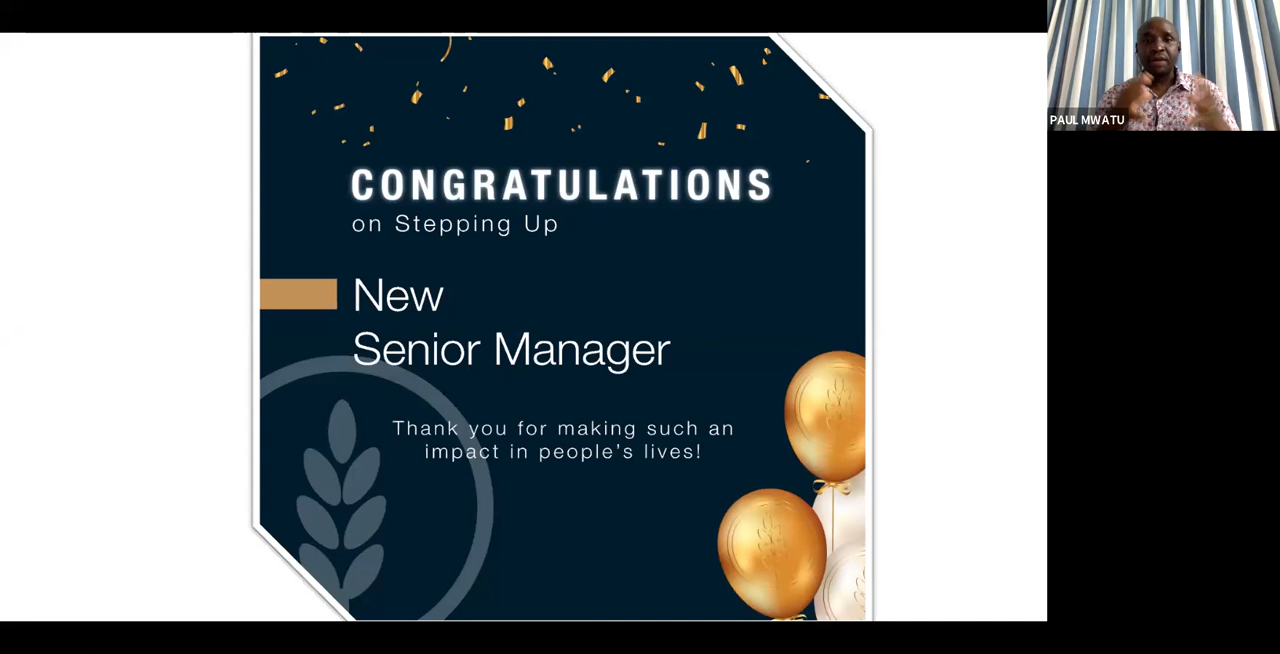 CONGRATULATIONS
on Stepping Up
New
Senior Manager
Thank you for making such an
impact in people's lives!
PAUL MWATU